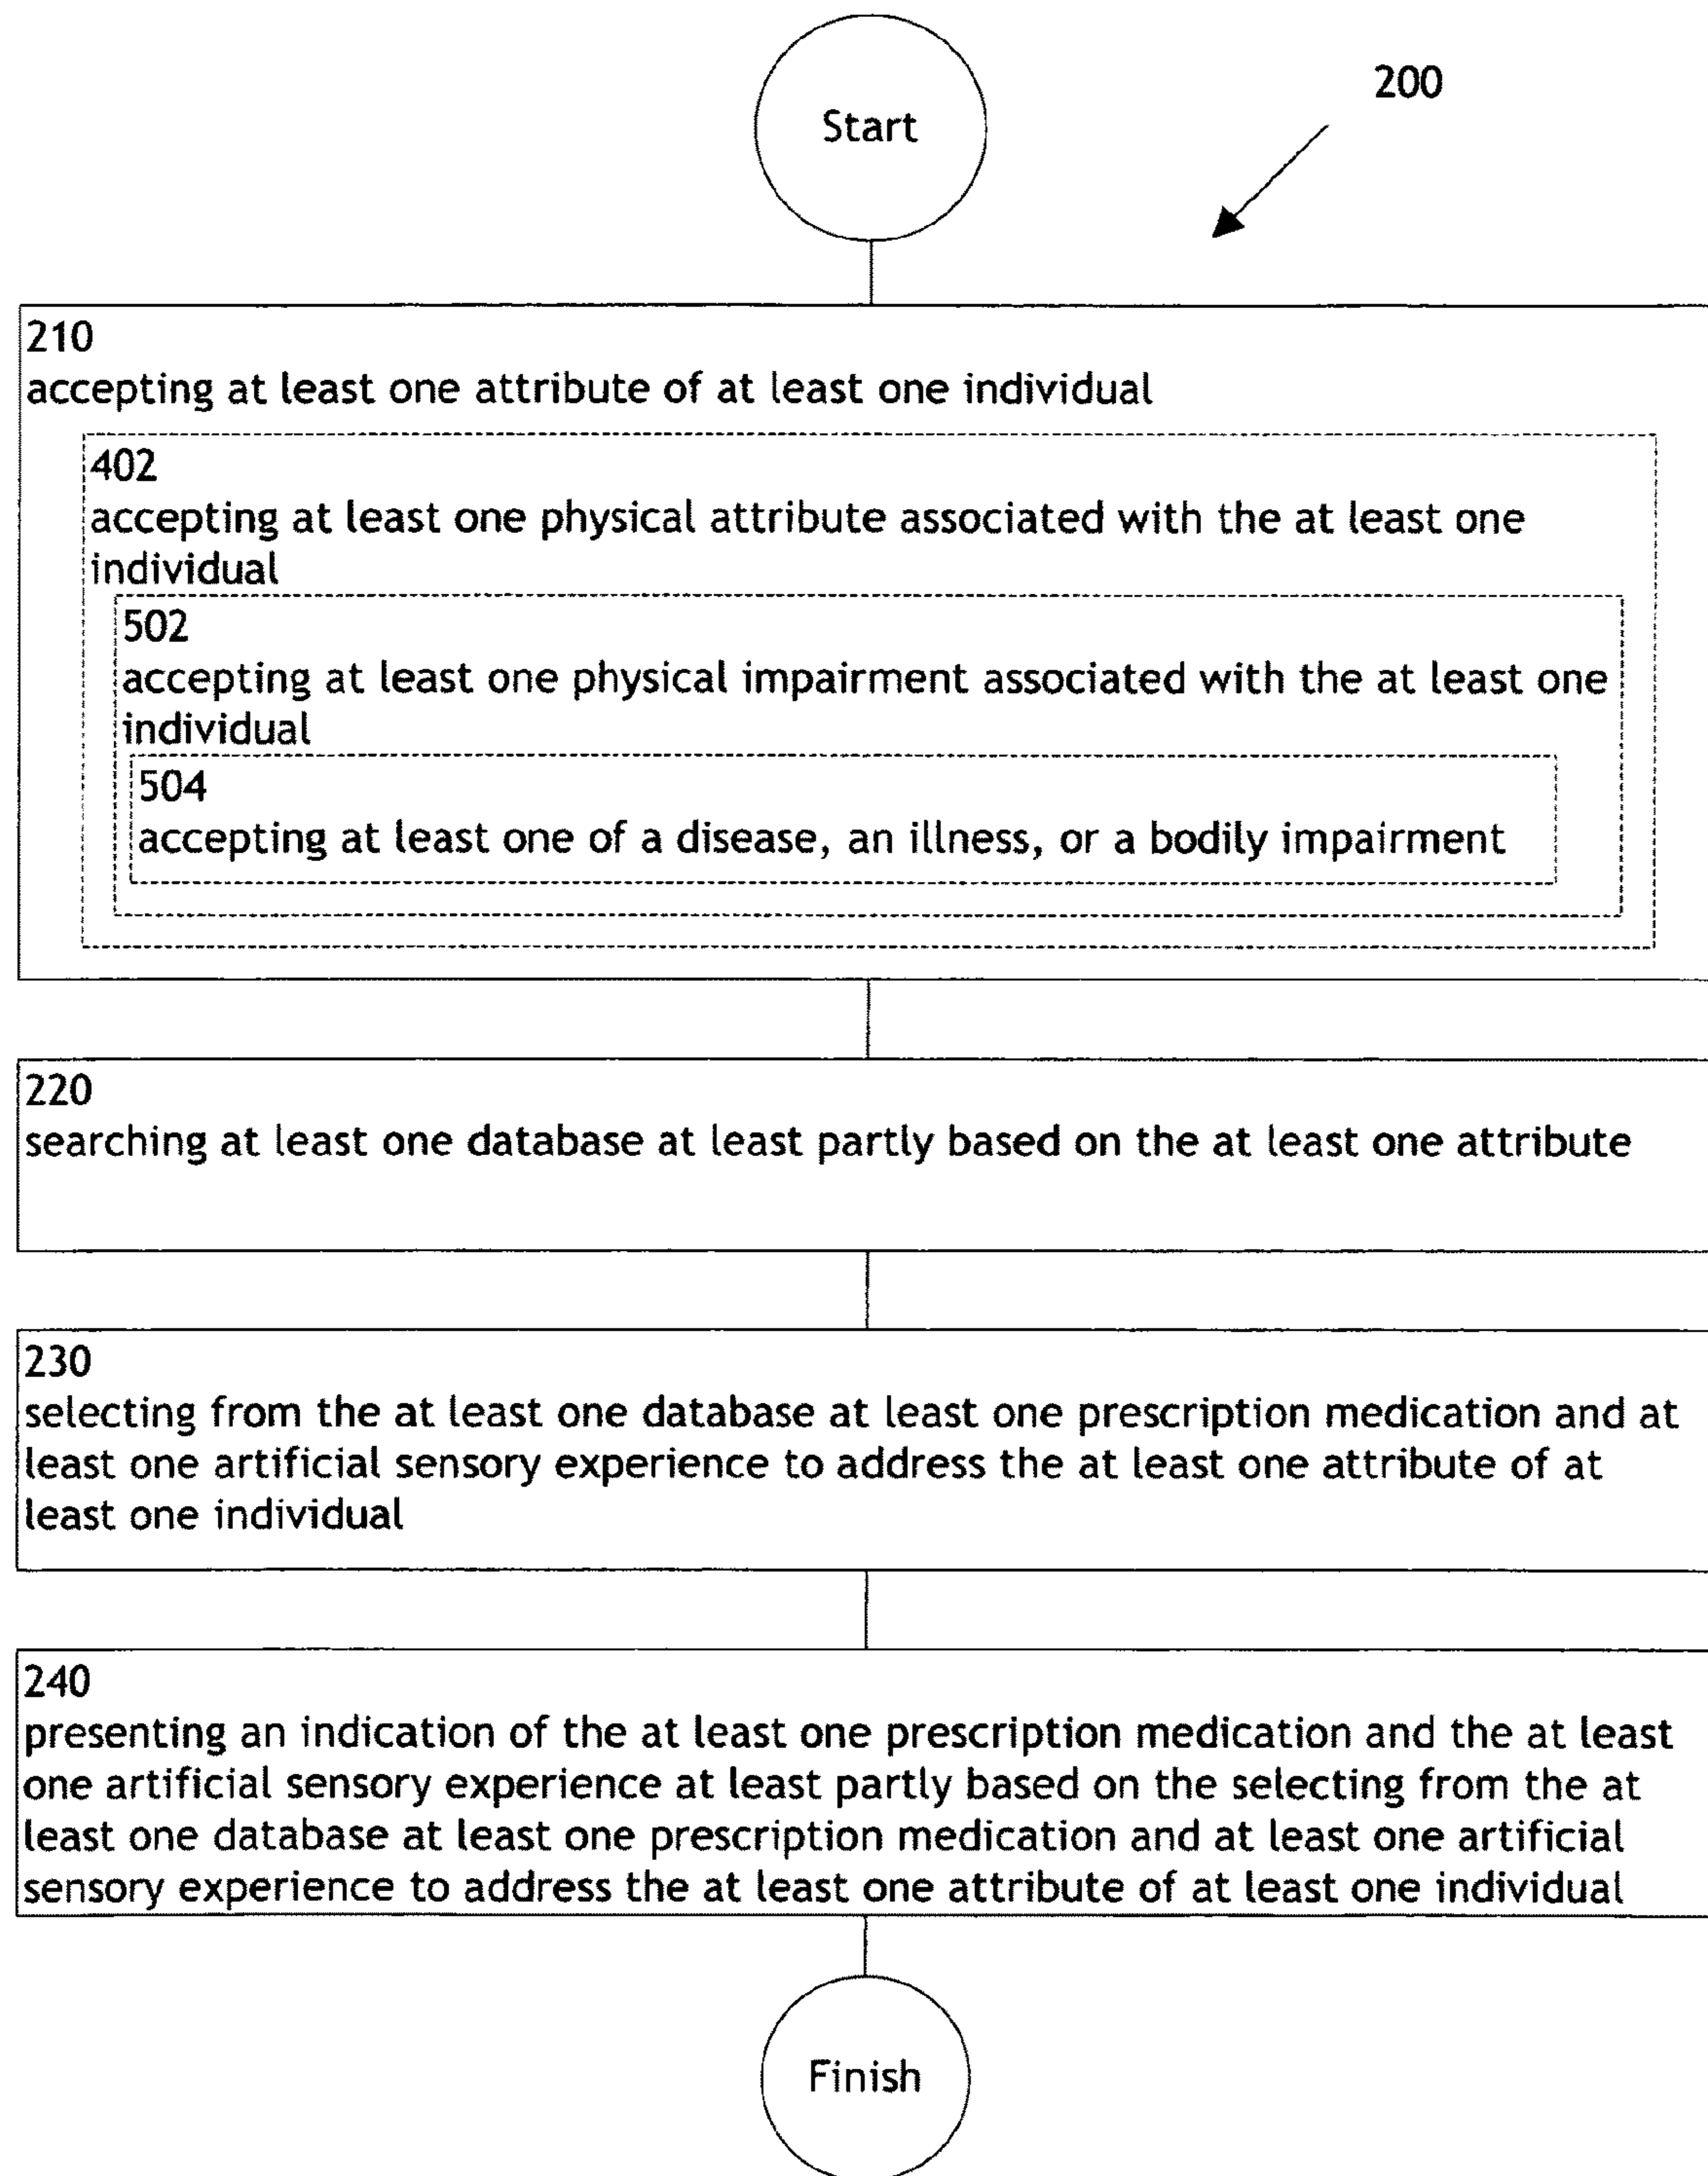 Start
200
210
accepting at least one attribute of at least one individual
402
accepting at least one physical attribute associated with the at least one
individual
502
accepting at least one physical impairment associated with the at least one
individual
504
accepting at least one of a disease, an illness, or a bodily impairment
220
searching at least one database at least partly based on the at least one attribute
230
selecting from the at least one database at least one prescription medication and at
least one artificial sensory experience to address the at least one attribute of at
least one individual
240
presenting an indication of the at least one prescription medication and the at least
one artificial sensory experience at least partly based on the selecting from the at
least one database at least one prescription medication and at least one artificial
sensory experience to address the at least one attribute of at least one individual
Finish